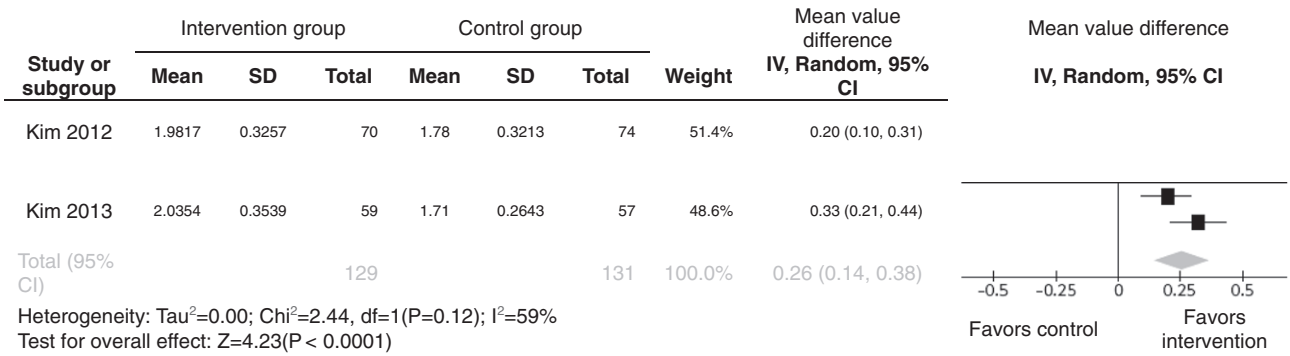 Intervention group Control group Mean value difference Mean value difference
Study or subgroup Mean SD Total Mean SD Total Weight IV, Random, 95% CI IV, Random, 95% CI
Kim 2012 1.9817 0.3257 70 1.78 0.3213 74 51.4% 0.20 (0.10, 0.31)
Kim 2013 2.0354 0.3539 59 1.71 0.2643 57 48.6% 0.33 (0.21, 0.44)
Total (95% CI) 129 131 100.0% 0.26 (0.14, 0.38)
-0.5 -0.25 0 0.25 0.5
Favors control Favors intervention
Heterogeneity: Tau²=0.00; Chi²=2.44, df=1(P=0.12); I²=59%
Test for overall effect: Z=4.23(P < 0.0001)